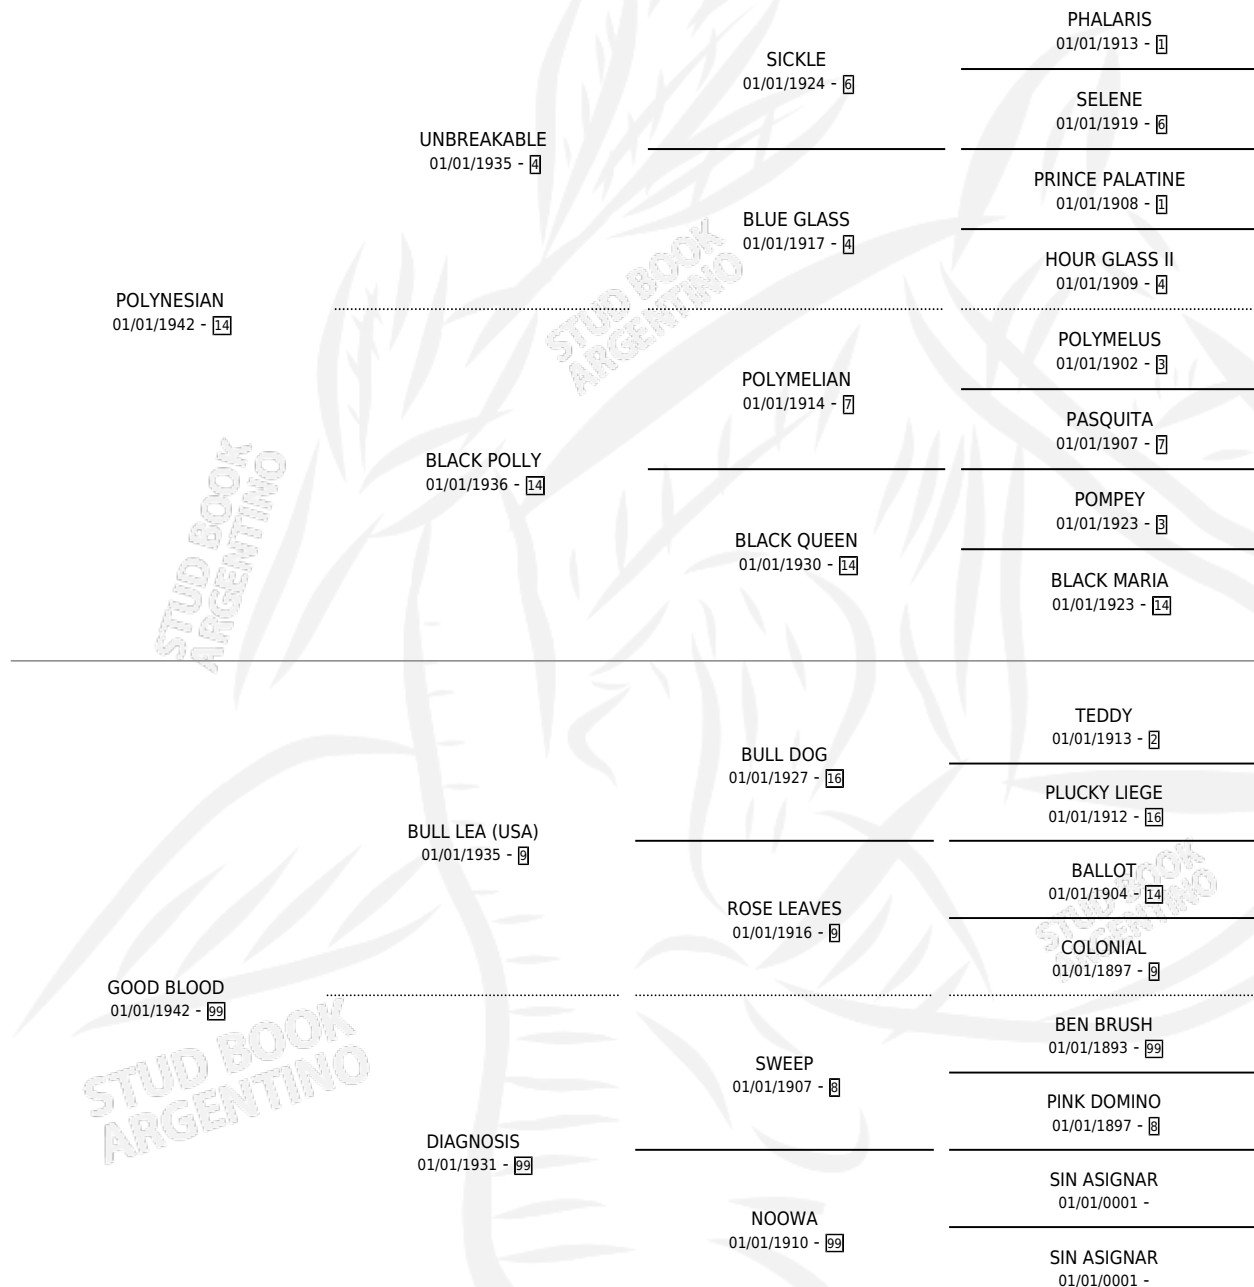 POLYNESIAN
01/01/1942 - 14
UNBREAKABLE
01/01/1935 - 4
SICKLE
01/01/1924 - 6
PHALARIS
01/01/1913 - 1
SELENE
01/01/1919 - 6
BLUE GLASS
01/01/1917 - 4
PRINCE PALATINE
01/01/1908 - 1
HOUR GLASS II
01/01/1909 - 4
BLACK POLLY
01/01/1936 - 14
POLYMELIAN
01/01/1914 - 7
POLYMELUS
01/01/1902 - 3
PASQUITA
01/01/1907 - 7
BLACK QUEEN
01/01/1930 - 14
POMPEY
01/01/1923 - 3
BLACK MARIA
01/01/1923 - 14
GOOD BLOOD
01/01/1942 - 99
BULL LEA (USA)
01/01/1935 - 9
BULL DOG
01/01/1927 - 16
TEDDY
01/01/1913 - 2
PLUCKY LIEGE
01/01/1912 - 16
ROSE LEAVES
01/01/1916 - 9
BALLOT
01/01/1904 - 14
COLONIAL
01/01/1897 - 9
DIAGNOSIS
01/01/1931 - 99
SWEEP
01/01/1907 - 8
BEN BRUSH
01/01/1893 - 99
PINK DOMINO
01/01/1897 - 8
NOOWA
01/01/1910 - 99
SIN ASIGNAR
01/01/0001 -
SIN ASIGNAR
01/01/0001 -
STUD BOOK
ARGENTINO
STUD BOOK
ARGENTINO
STUD BOOK
ARGENTINO
STUD BOOK
ARGENTINO